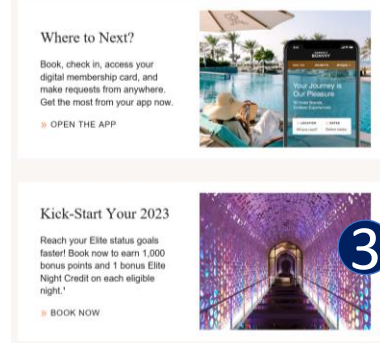 Where to Next?
Book, check in, access your
digital membership card, and
make requests from anywhere.
Get the most from your app now.
» OPEN THE APP
BONVOY
Your Journey is
Our Pleasure
Kick-Start Your 2023
Reach your Elite status goals
faster! Book now to earn 1,000
bonus points and 1 bonus Elite
Night Credit on each eligible
night.¹
» BOOK NOW
3